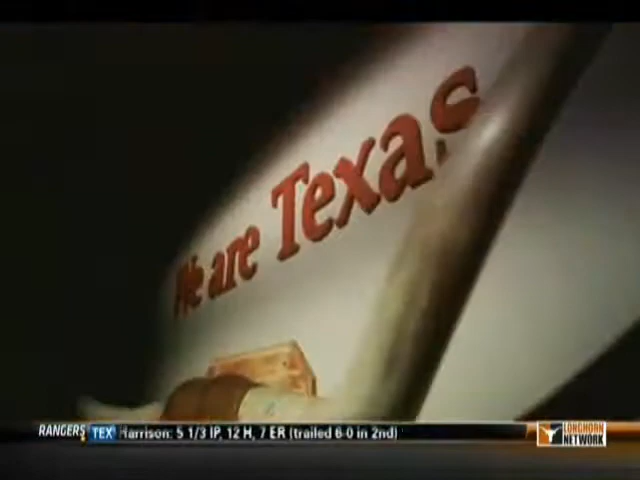 We are Texas
RANGERS TEX Harrison: 5 1/3 IP, 12 H, 7 ER (trailed 6-0 in 2nd)
LONGHORN
NETWORK